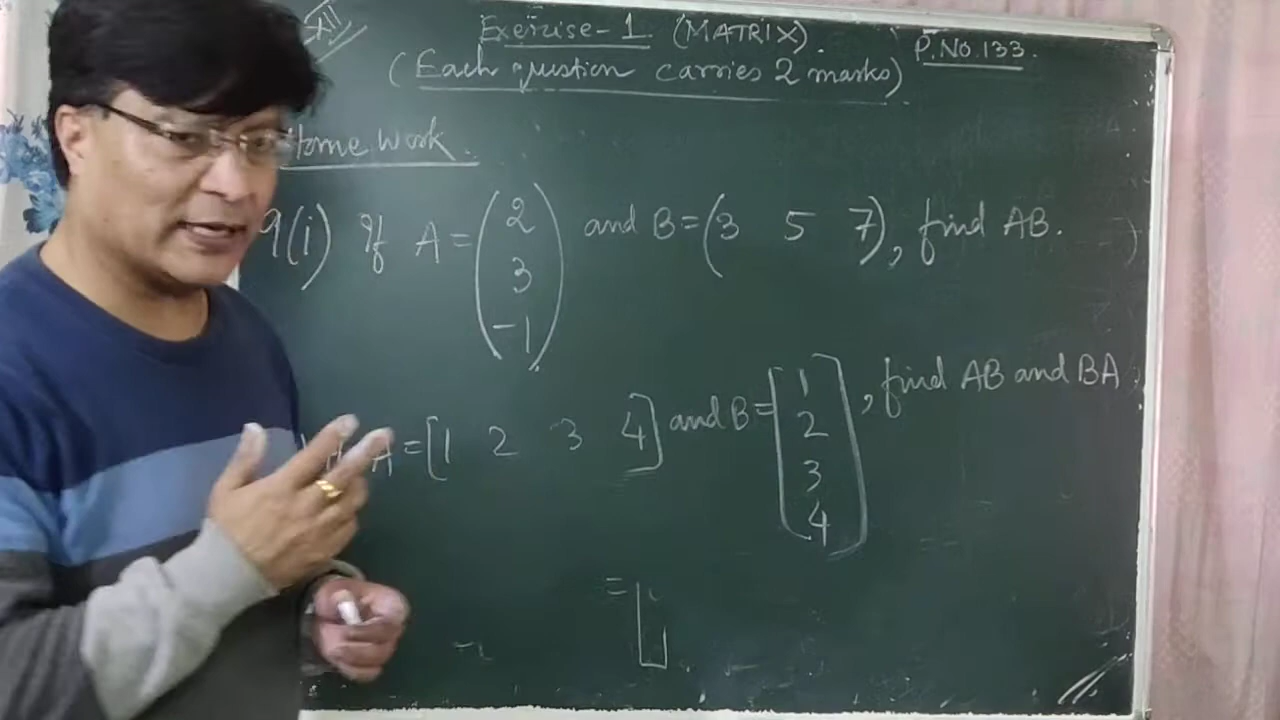 Exercise-1. (MATRIX).
P.NO.133.
(Each question carries 2 marks)
Home Work.
9(i) If A = (2 3 -1) and B = (3 5 7), find AB.
A = [1 2 3 4] and B = [1 2 3 4], find AB and BA
= [